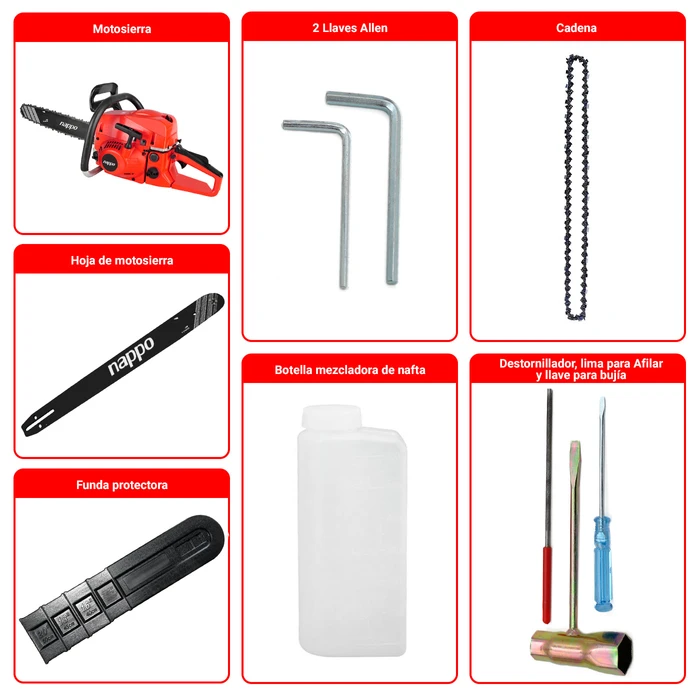 Motosierra
nappo
nappo
2 Llaves Allen
Cadena
Hoja de motosierra
nappo
Botella mezcladora de nafta
Destornillador, lima para Afilar
y llave para bujía
Funda protectora